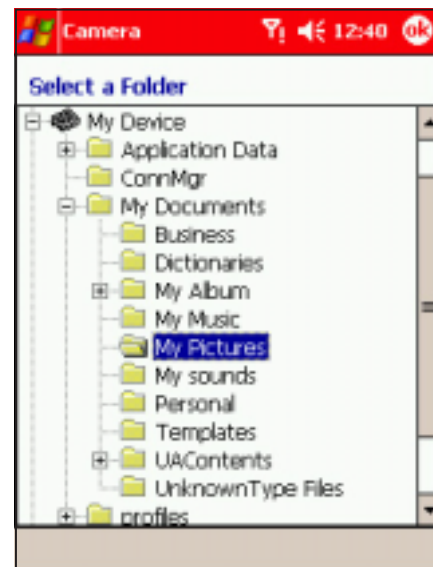 Camera 12:40 ok
Select a Folder
My Device
Application Data
ConnMgr
My Documents
Business
Dictionaries
My Album
My Music
My Pictures
My sounds
Personal
Templates
UAContents
UnknownType Files
profiles